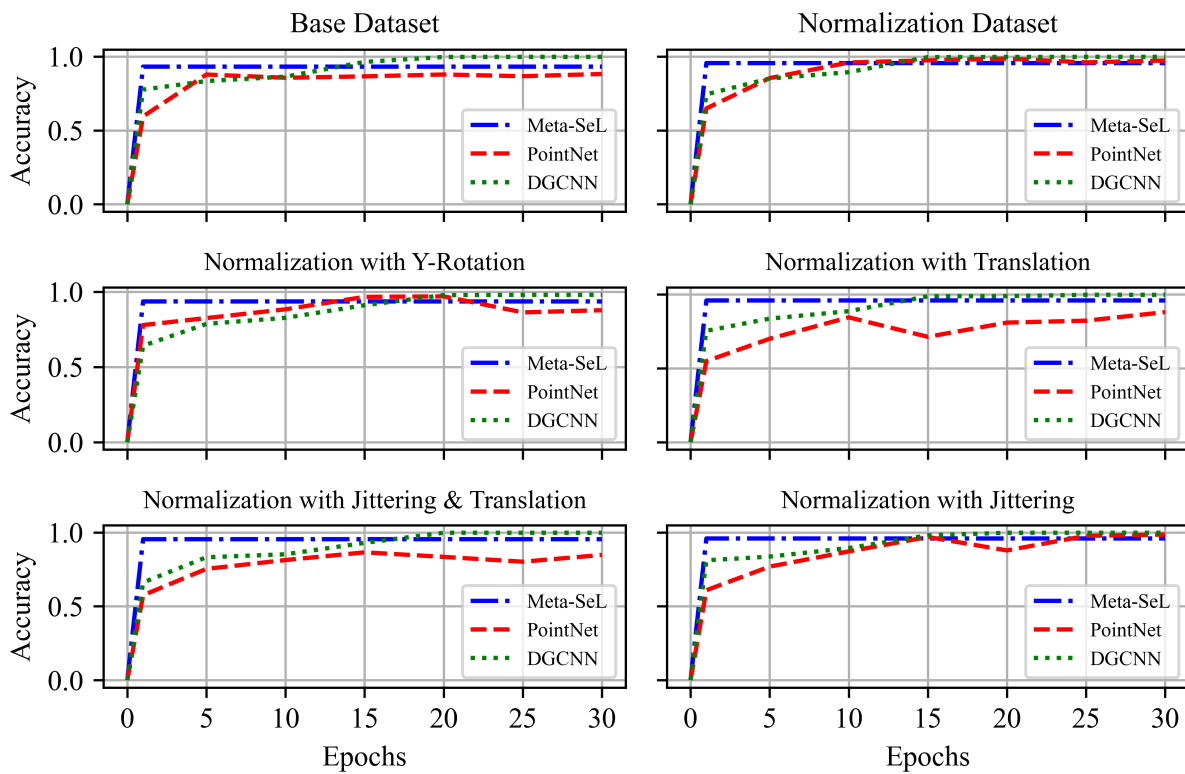 Base Dataset
Normalization Dataset
Accuracy
1.0
0.5
0.0
Meta-SeL
PointNet
DGCNN
Meta-SeL
PointNet
DGCNN
Normalization with Y-Rotation
Normalization with Translation
Accuracy
1.0
0.5
0.0
Meta-SeL
PointNet
DGCNN
Meta-SeL
PointNet
DGCNN
Normalization with Jittering & Translation
Normalization with Jittering
Accuracy
1.0
0.5
0.0
Meta-SeL
PointNet
DGCNN
Meta-SeL
PointNet
DGCNN
0 5 10 15 20 25 30
0 5 10 15 20 25 30
Epochs
Epochs